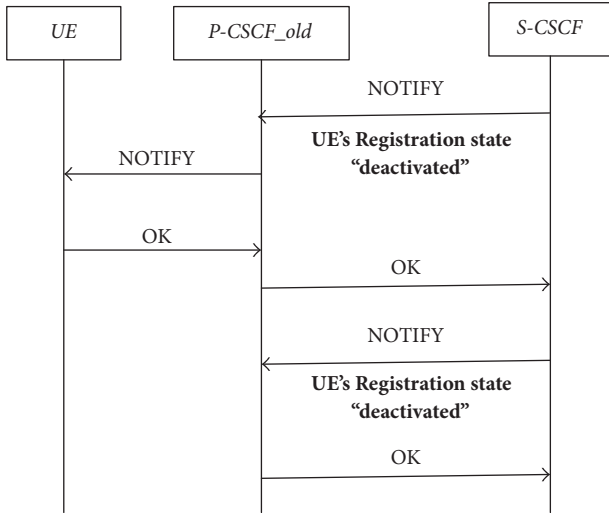 UE
P-CSCF_old
S-CSCF
NOTIFY
UE's Registration state
"deactivated"
NOTIFY
OK
OK
NOTIFY
UE's Registration state
"deactivated"
OK